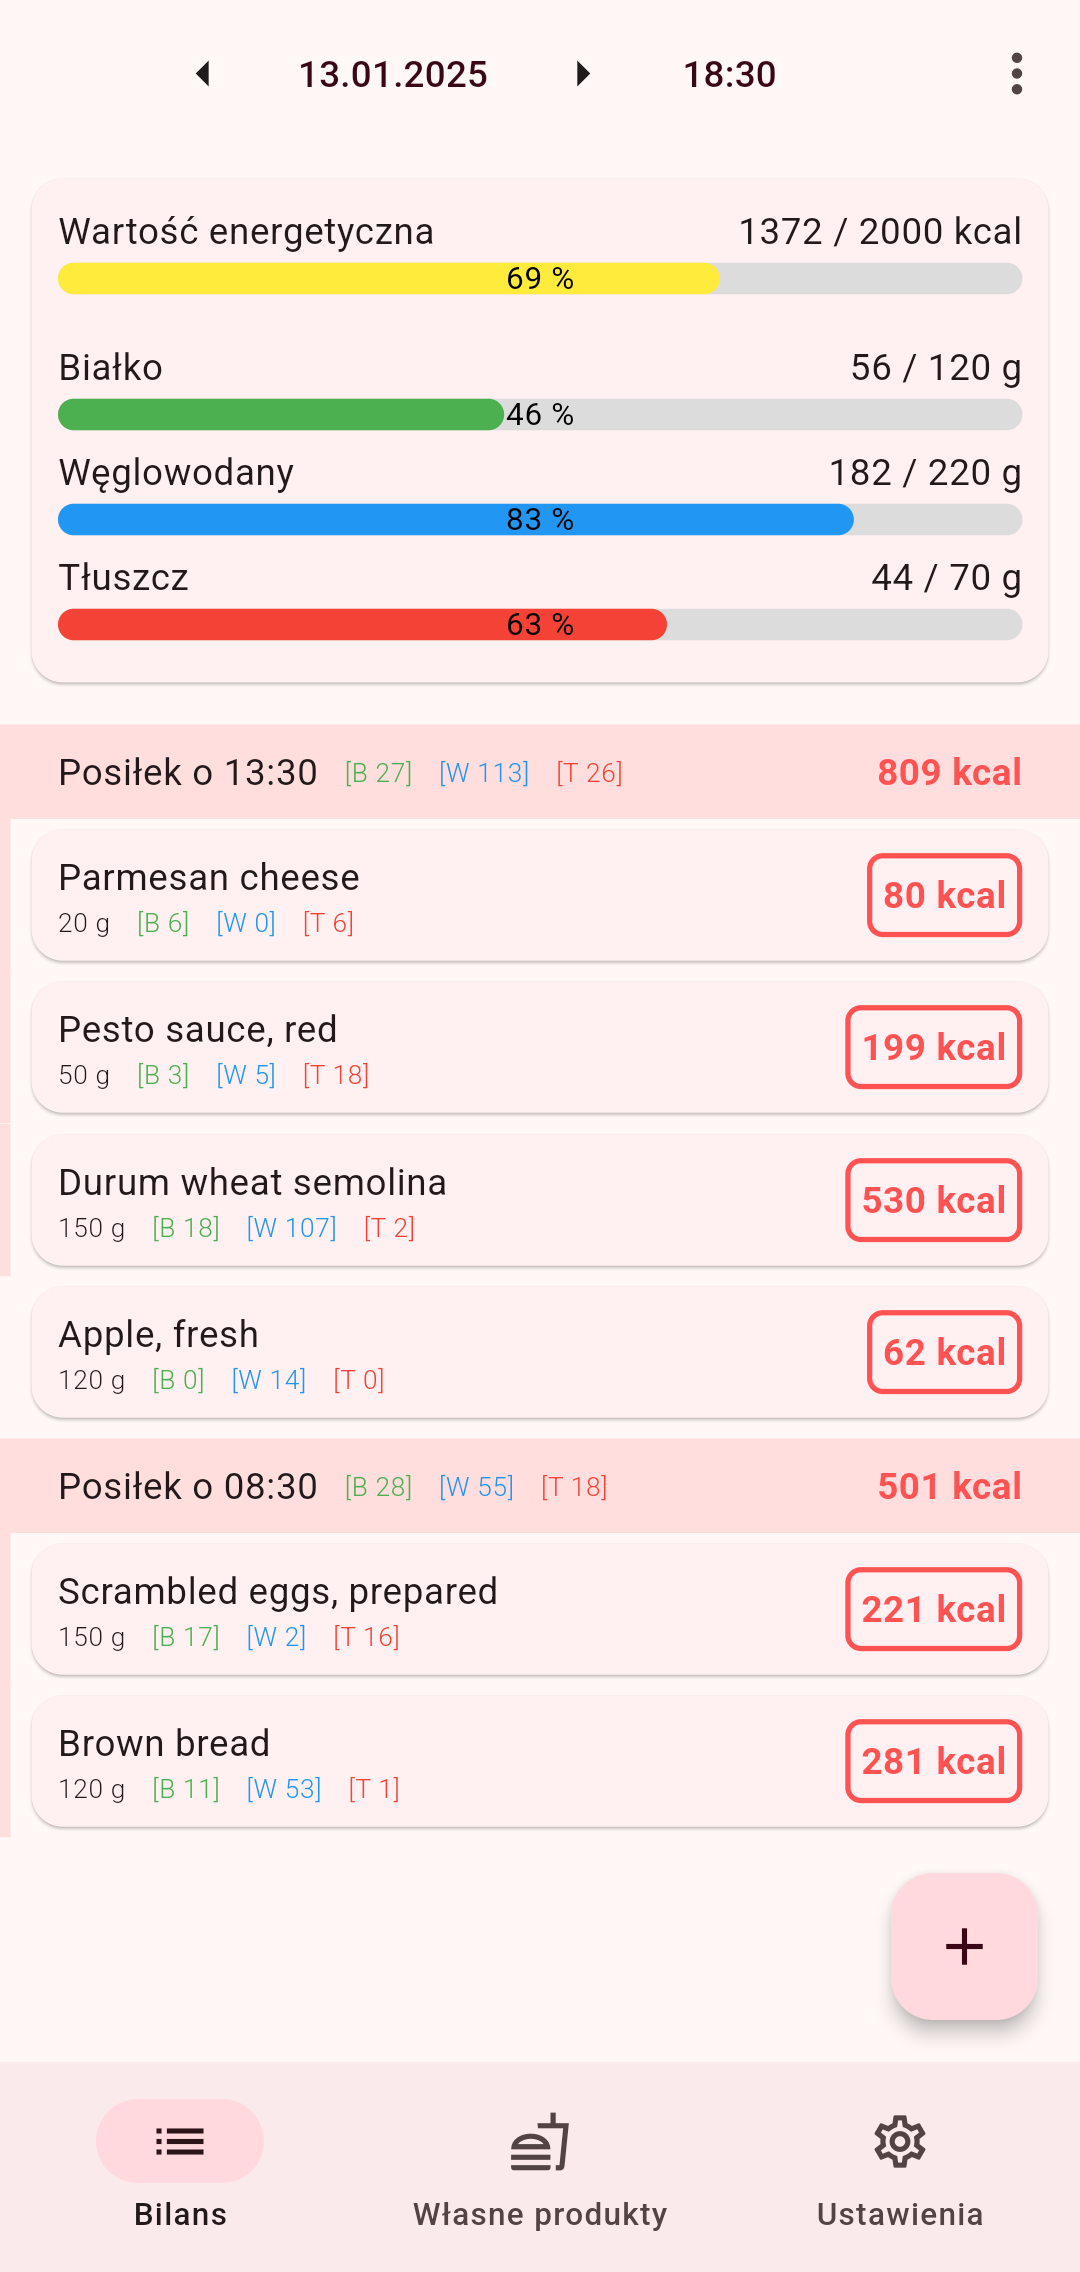 13.01.2025 18:30
Wartość energetyczna 1372 / 2000 kcal
69 %
Białko 56 / 120 g
46 %
Węglowodany 182 / 220 g
83 %
Tłuszcz 44 / 70 g
63 %
Posiłek o 13:30 [B 27] [W 113] [T 26] 809 kcal
Parmesan cheese
20 g [B 6] [W 0] [T 6]
80 kcal
Pesto sauce, red
50 g [B 3] [W 5] [T 18]
199 kcal
Durum wheat semolina
150 g [B 18] [W 107] [T 2]
530 kcal
Apple, fresh
120 g [B 0] [W 14] [T 0]
62 kcal
Posiłek o 08:30 [B 28] [W 55] [T 18] 501 kcal
Scrambled eggs, prepared
150 g [B 17] [W 2] [T 16]
221 kcal
Brown bread
120 g [B 11] [W 53] [T 1]
281 kcal
Bilans Własne produkty Ustawienia